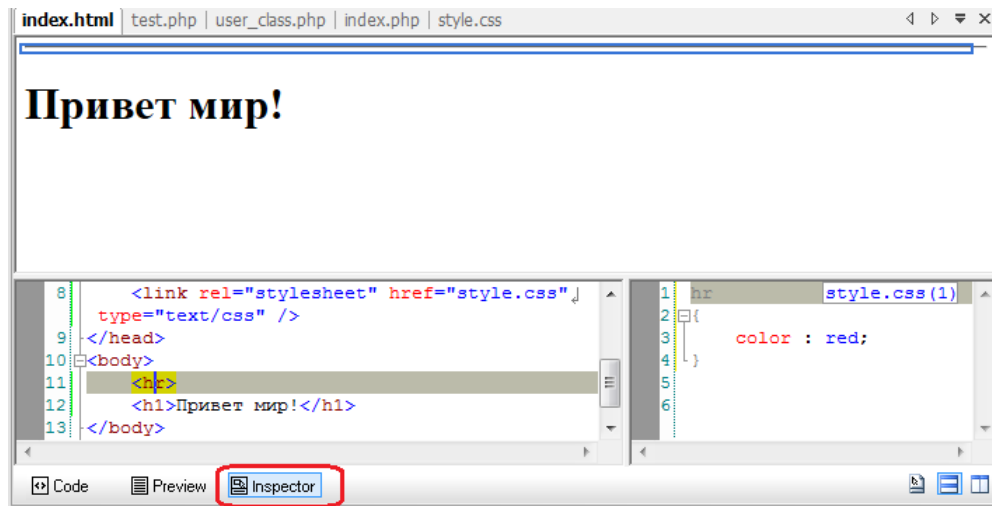 index.html | test.php | user_class.php | index.php | style.css
Привет мир!
8 <link rel="stylesheet" href="style.css"
type="text/css" />
9 </head>
10 <body>
11 <hr>
12 <h1>Привет мир!</h1>
13 </body>
1 hr style.css(1)
2 {
3 color : red;
4 }
5
6
Code Preview Inspector